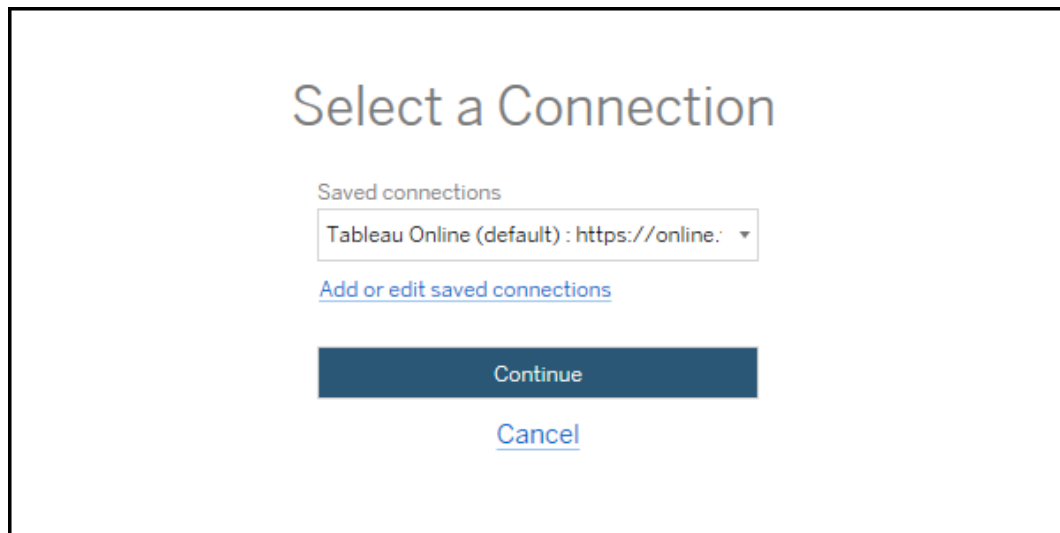 Select a Connection
Saved connections
Tableau Online (default) : https://online.
Add or edit saved connections
Continue
Cancel